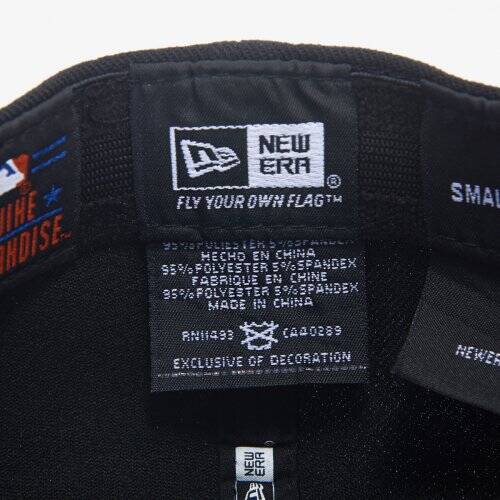 NEW
ERA
®
FLY YOUR OWN FLAG™
95% POLYESTER 5% SPANDEX
HECHO EN CHINA
95% POLYESTER 5% SPANDEX
FABRIQUE EN CHINE
95% POLYESTER 5% SPANDEX
MADE IN CHINA
RN11493 CA40289
EXCLUSIVE OF DECORATION
SMAL
NEWER
NEW
ERA